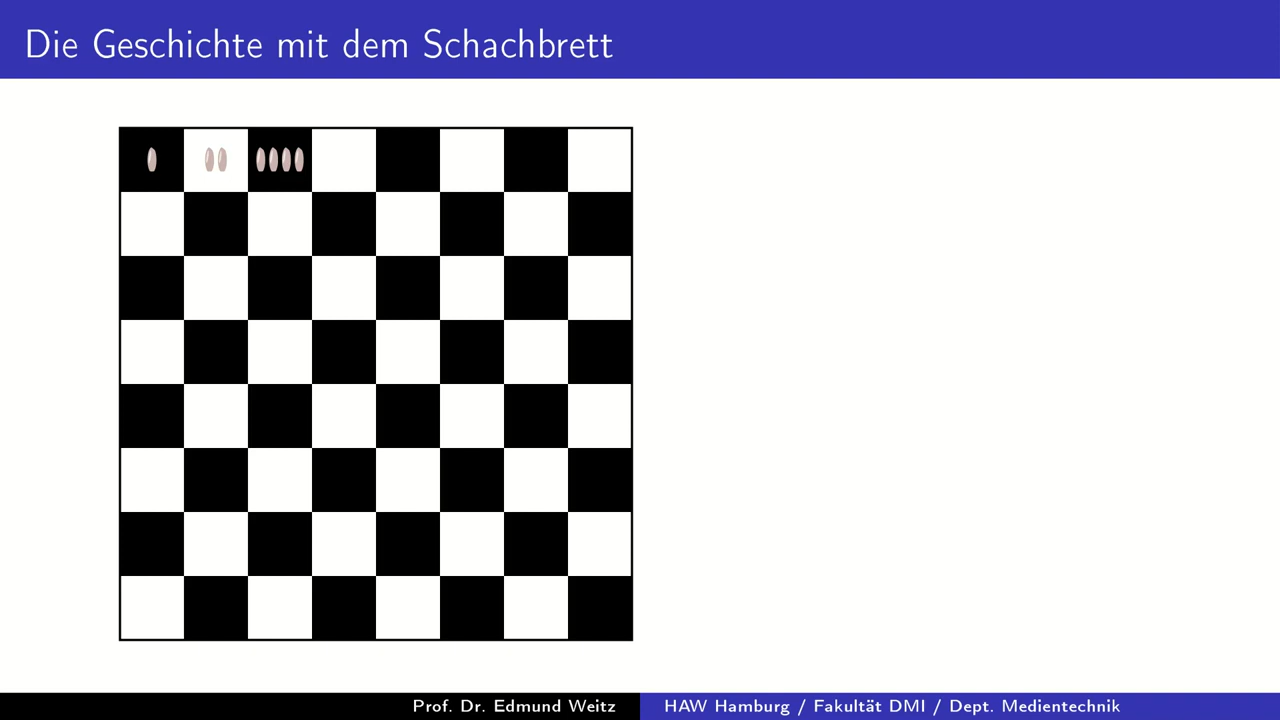 Die Geschichte mit dem Schachbrett
Prof. Dr. Edmund Weitz
HAW Hamburg / Fakultät DMI / Dept. Medientechnik